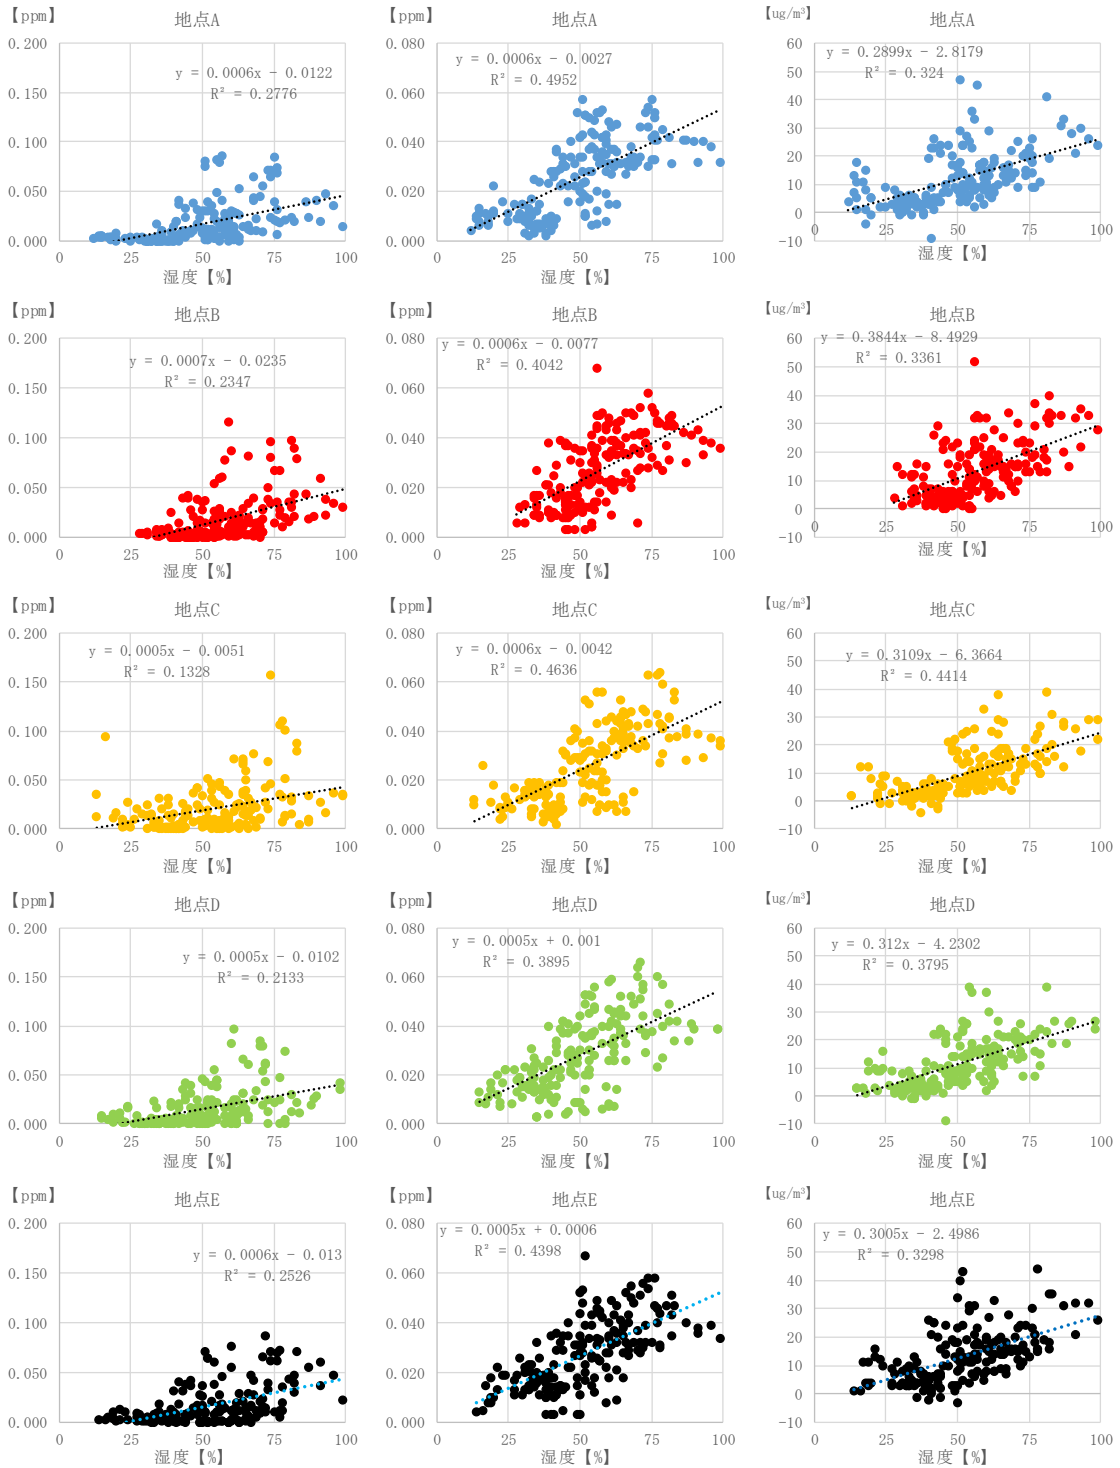 【ppm】 地点A
y = 0.0006x − 0.0122
R² = 0.2776
0.200
0.150
0.100
0.050
0.000
0 25 50 75 100
湿度【%】
【ppm】 地点A
y = 0.0006x − 0.0027
R² = 0.4952
0.080
0.060
0.040
0.020
0.000
0 25 50 75 100
湿度【%】
【ug/m³】 地点A
y = 0.2899x − 2.8179
R² = 0.324
60
50
40
30
20
10
0
−10
0 25 50 75 100
湿度【%】
【ppm】 地点B
y = 0.0007x − 0.0235
R² = 0.2347
0.200
0.150
0.100
0.050
0.000
0 25 50 75 100
湿度【%】
【ppm】 地点B
y = 0.0006x − 0.0077
R² = 0.4042
0.080
0.060
0.040
0.020
0.000
0 25 50 75 100
湿度【%】
【ug/m³】 地点B
y = 0.3844x − 8.4929
R² = 0.3361
60
50
40
30
20
10
0
−10
0 25 50 75 100
湿度【%】
【ppm】 地点C
y = 0.0005x − 0.0051
R² = 0.1328
0.200
0.150
0.100
0.050
0.000
0 25 50 75 100
湿度【%】
【ppm】 地点C
y = 0.0006x − 0.0042
R² = 0.4636
0.080
0.060
0.040
0.020
0.000
0 25 50 75 100
湿度【%】
【ug/m³】 地点C
y = 0.3109x − 6.3664
R² = 0.4414
60
50
40
30
20
10
0
−10
0 25 50 75 100
湿度【%】
【ppm】 地点D
y = 0.0005x − 0.0102
R² = 0.2133
0.200
0.150
0.100
0.050
0.000
0 25 50 75 100
湿度【%】
【ppm】 地点D
y = 0.0005x + 0.001
R² = 0.3895
0.080
0.060
0.040
0.020
0.000
0 25 50 75 100
湿度【%】
【ug/m³】 地点D
y = 0.312x − 4.2302
R² = 0.3795
60
50
40
30
20
10
0
−10
0 25 50 75 100
湿度【%】
【ppm】 地点E
y = 0.0006x − 0.013
R² = 0.2526
0.200
0.150
0.100
0.050
0.000
0 25 50 75 100
湿度【%】
【ppm】 地点E
y = 0.0005x + 0.0006
R² = 0.4398
0.080
0.060
0.040
0.020
0.000
0 25 50 75 100
湿度【%】
【ug/m³】 地点E
y = 0.3005x − 2.4986
R² = 0.3298
60
50
40
30
20
10
0
−10
0 25 50 75 100
湿度【%】